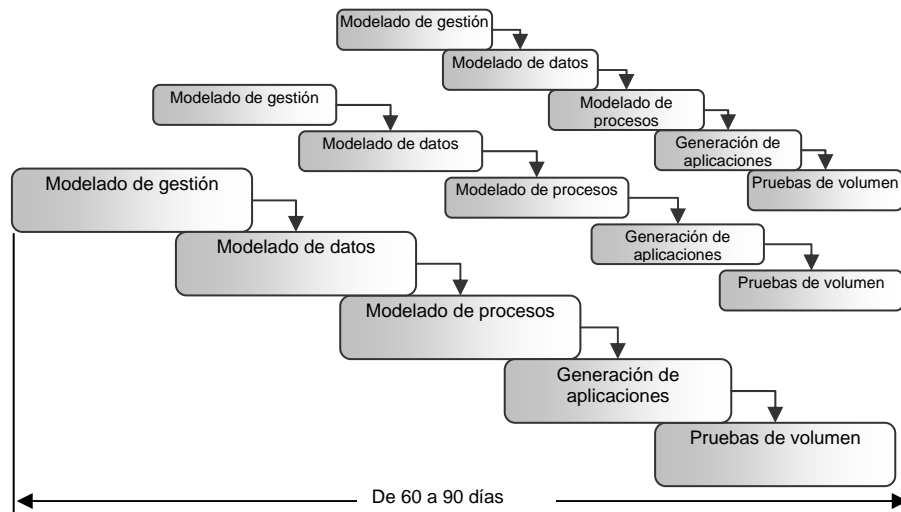 Modelado de gestión
Modelado de datos
Modelado de
procesos
Generación de
aplicaciones
Pruebas de volumen
Modelado de gestión
Modelado de datos
Modelado de procesos
Generación de
aplicaciones
Pruebas de volumen
Modelado de gestión
Modelado de datos
Modelado de procesos
Generación de
aplicaciones
Pruebas de volumen
De 60 a 90 días